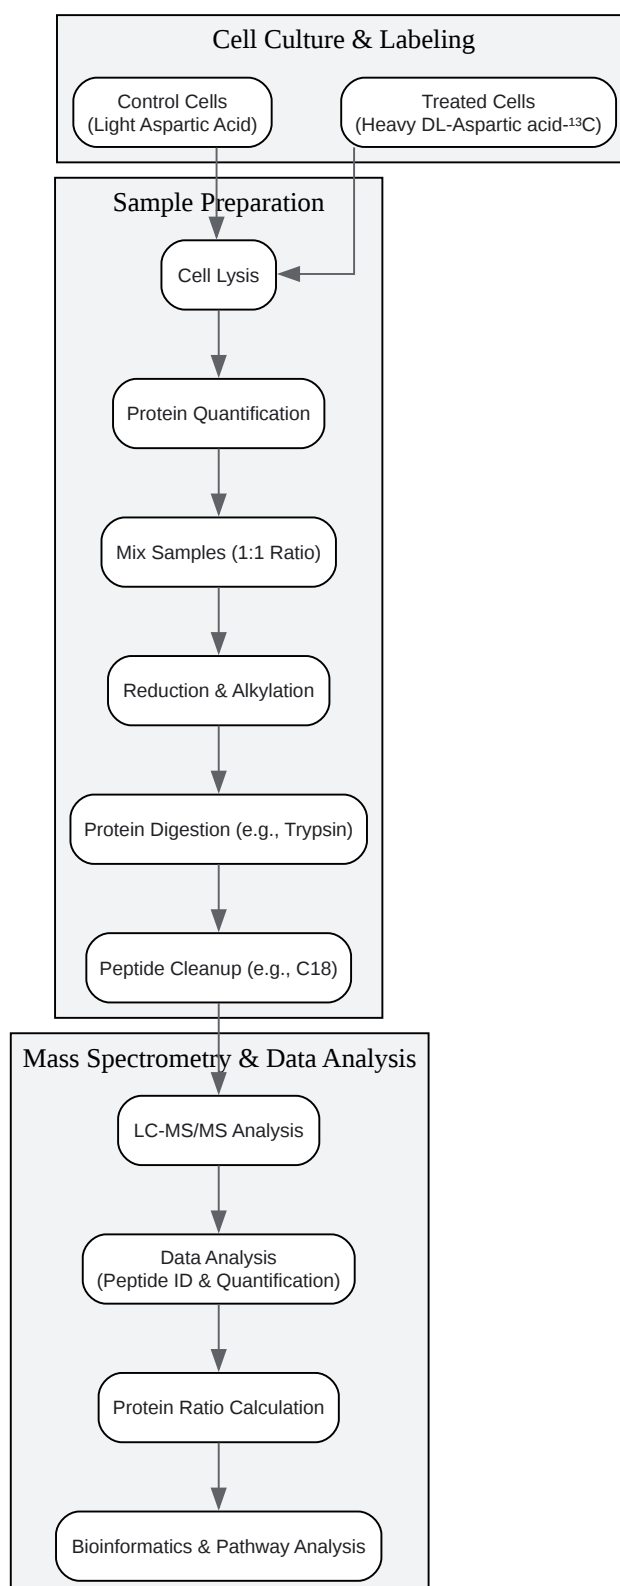 Cell Culture & Labeling
Control Cells
(Light Aspartic Acid)
Treated Cells
(Heavy DL-Aspartic acid-¹³C)
Sample Preparation
Cell Lysis
Protein Quantification
Mix Samples (1:1 Ratio)
Reduction & Alkylation
Protein Digestion (e.g., Trypsin)
Peptide Cleanup (e.g., C18)
Mass Spectrometry & Data Analysis
LC-MS/MS Analysis
Data Analysis
(Peptide ID & Quantification)
Protein Ratio Calculation
Bioinformatics & Pathway Analysis